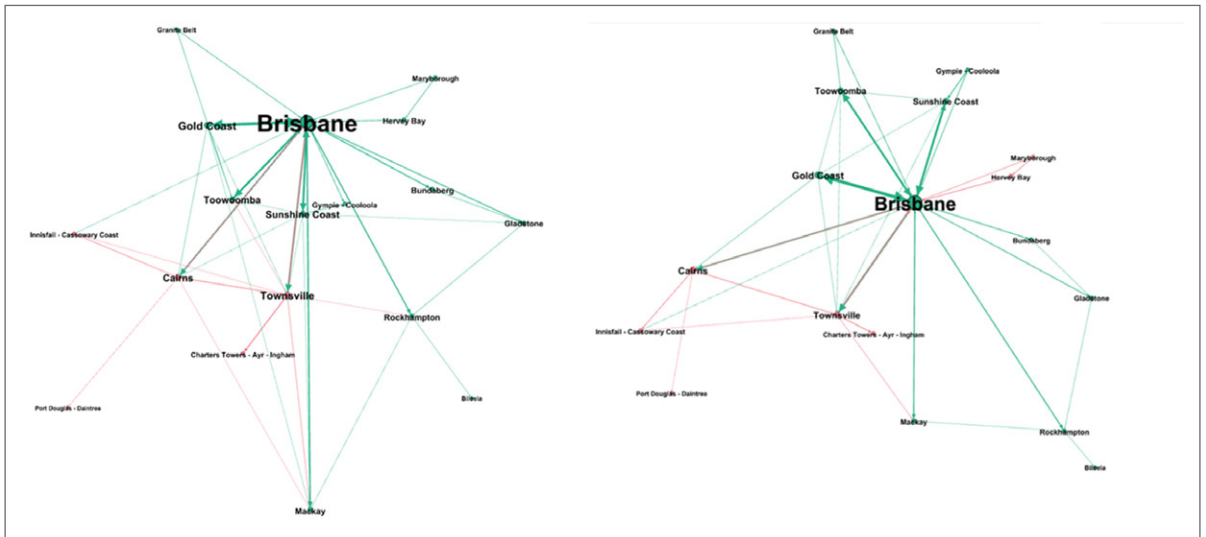 Granite Belt
Maryborough
Brisbane
Gold Coast
Hervey Bay
Bundaberg
Toowoomba
Gympie - Cooloola
Sunshine Coast
Gladstone
Innisfail - Cassowary Coast
Cairns
Townsville
Rockhampton
Charters Towers - Ayr - Ingham
Biloela
Port Douglas - Daintree
Mackay
Granite Belt
Gympie - Cooloola
Toowoomba
Sunshine Coast
Maryborough
Gold Coast
Hervey Bay
Brisbane
Bundaberg
Cairns
Gladstone
Townsville
Innisfail - Cassowary Coast
Charters Towers - Ayr - Ingham
Port Douglas - Daintree
Mackay
Rockhampton
Biloela